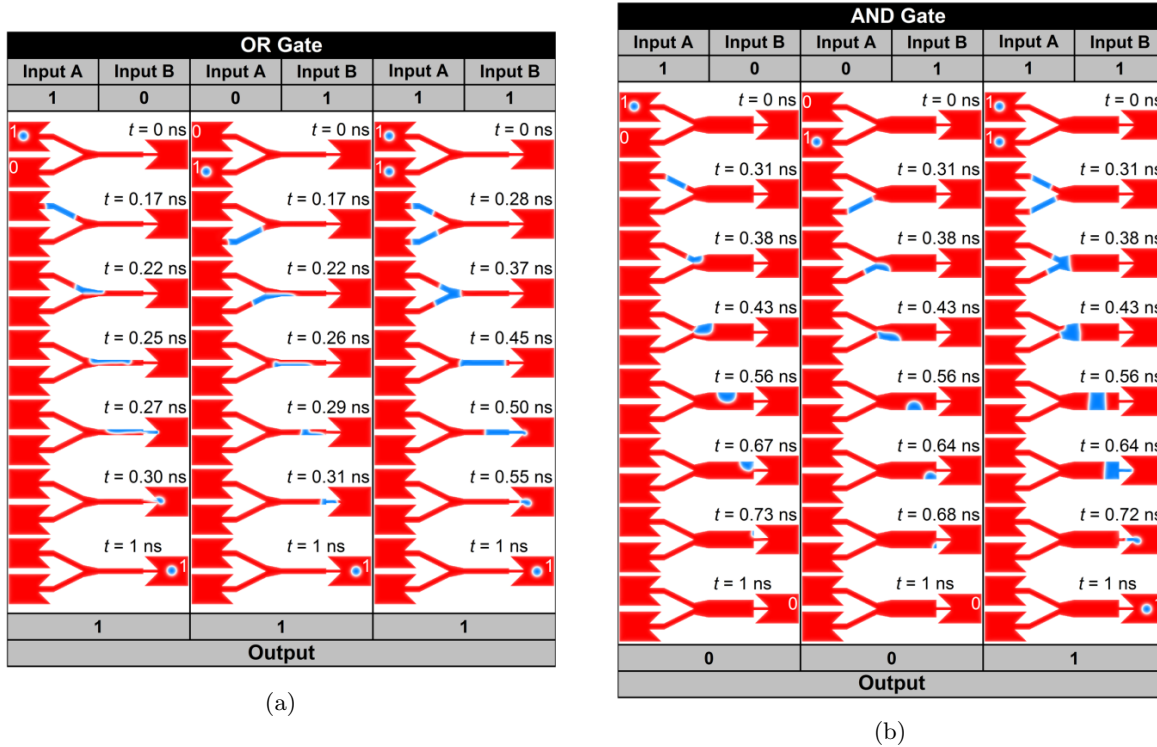 OR Gate
Input A Input B Input A Input B Input A Input B
1 0 0 1 1 1
1 t = 0 ns 0 t = 0 ns 1 t = 0 ns
0 1 1
t = 0.17 ns t = 0.17 ns t = 0.28 ns
t = 0.22 ns t = 0.22 ns t = 0.37 ns
t = 0.25 ns t = 0.26 ns t = 0.45 ns
t = 0.27 ns t = 0.29 ns t = 0.50 ns
t = 0.30 ns t = 0.31 ns t = 0.55 ns
t = 1 ns t = 1 ns t = 1 ns
1 1 1
1 1 1
Output
(a)
AND Gate
Input A Input B Input A Input B Input A Input B
1 0 0 1 1 1
1 t = 0 ns 0 t = 0 ns 1 t = 0 ns
0 1 1
t = 0.31 ns t = 0.31 ns t = 0.31 ns
t = 0.38 ns t = 0.38 ns t = 0.38 ns
t = 0.43 ns t = 0.43 ns t = 0.43 ns
t = 0.56 ns t = 0.56 ns t = 0.56 ns
t = 0.67 ns t = 0.64 ns t = 0.64 ns
t = 0.73 ns t = 0.68 ns t = 0.72 ns
t = 1 ns t = 1 ns t = 1 ns
0 0 1
0 0 1
Output
(b)